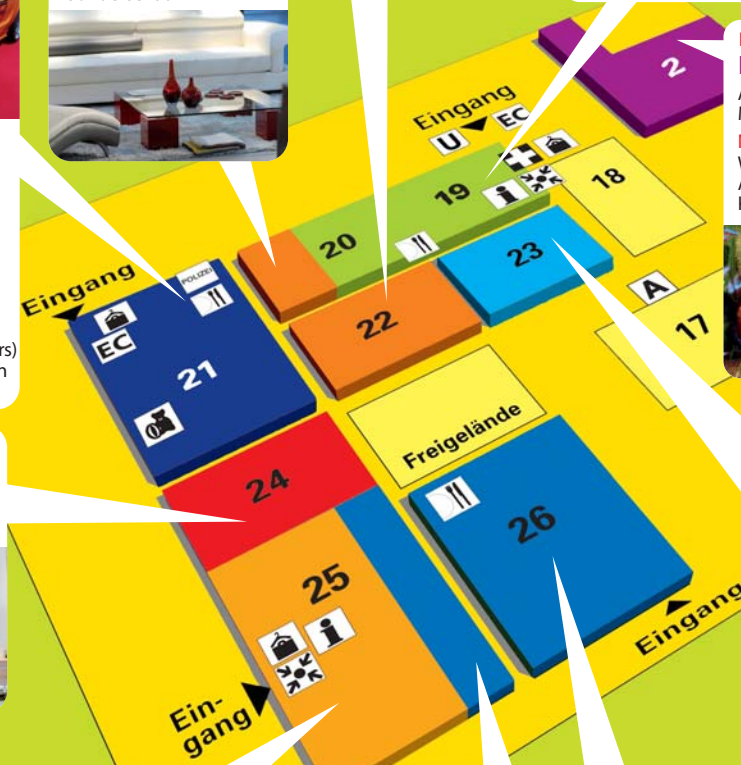 2
Eingang
U
EC
19
18
20
23
Eingang
POLIZEI
22
A
17
EC
21
rs)
n
Freigelände
24
26
25
i
i
Eingang
Ein-
gang